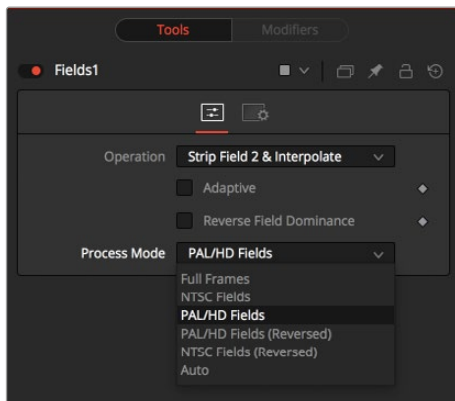 Tools Modifiers
Fields1
Operation Strip Field 2 & Interpolate
Adaptive
Reverse Field Dominance
Process Mode PAL/HD Fields
Full Frames
NTSC Fields
PAL/HD Fields
PAL/HD Fields (Reversed)
NTSC Fields (Reversed)
Auto